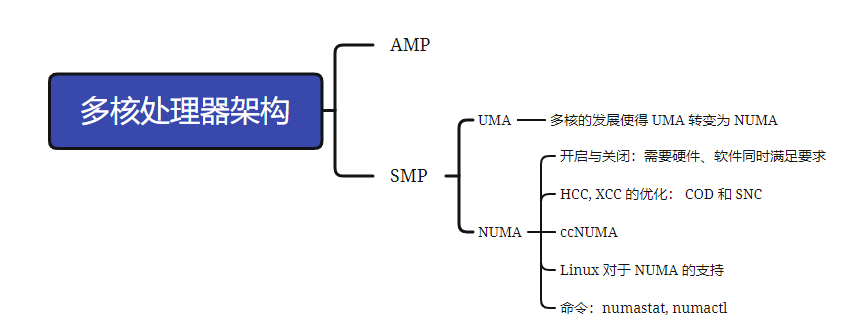 多核处理器架构
AMP
SMP
UMA
多核的发展使得 UMA 转变为 NUMA
NUMA
开启与关闭：需要硬件、软件同时满足要求
HCC, XCC 的优化： COD 和 SNC
ccNUMA
Linux 对于 NUMA 的支持
命令：numastat, numactl